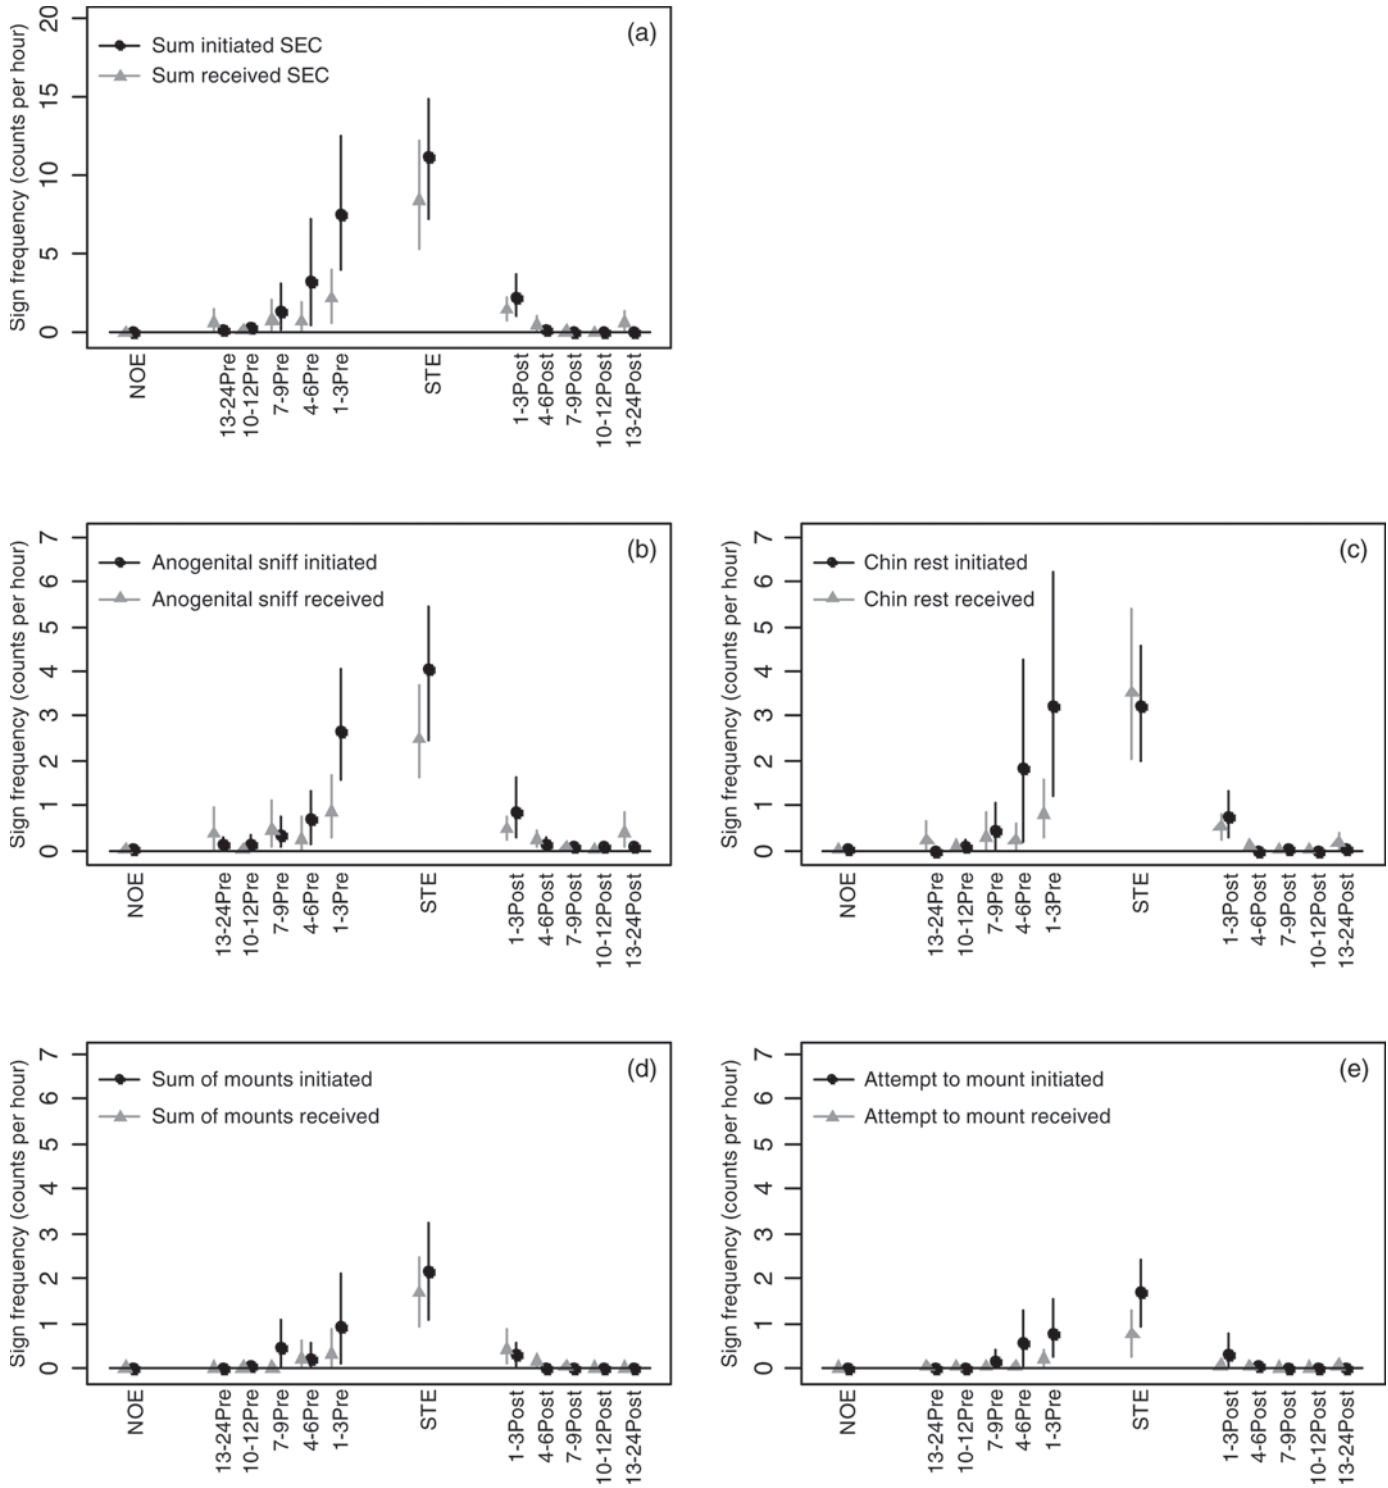 (a)
Sum initiated SEC
Sum received SEC
Sign frequency (counts per hour)
20
15
10
5
0
NOE
13-24Pre
10-12Pre
7-9Pre
4-6Pre
1-3Pre
STE
1-3Post
4-6Post
7-9Post
10-12Post
13-24Post
(b)
Anogenital sniff initiated
Anogenital sniff received
Sign frequency (counts per hour)
7
6
5
4
3
2
1
0
NOE
13-24Pre
10-12Pre
7-9Pre
4-6Pre
1-3Pre
STE
1-3Post
4-6Post
7-9Post
10-12Post
13-24Post
(c)
Chin rest initiated
Chin rest received
Sign frequency (counts per hour)
7
6
5
4
3
2
1
0
NOE
13-24Pre
10-12Pre
7-9Pre
4-6Pre
1-3Pre
STE
1-3Post
4-6Post
7-9Post
10-12Post
13-24Post
(d)
Sum of mounts initiated
Sum of mounts received
Sign frequency (counts per hour)
7
6
5
4
3
2
1
0
NOE
13-24Pre
10-12Pre
7-9Pre
4-6Pre
1-3Pre
STE
1-3Post
4-6Post
7-9Post
10-12Post
13-24Post
(e)
Attempt to mount initiated
Attempt to mount received
Sign frequency (counts per hour)
7
6
5
4
3
2
1
0
NOE
13-24Pre
10-12Pre
7-9Pre
4-6Pre
1-3Pre
STE
1-3Post
4-6Post
7-9Post
10-12Post
13-24Post